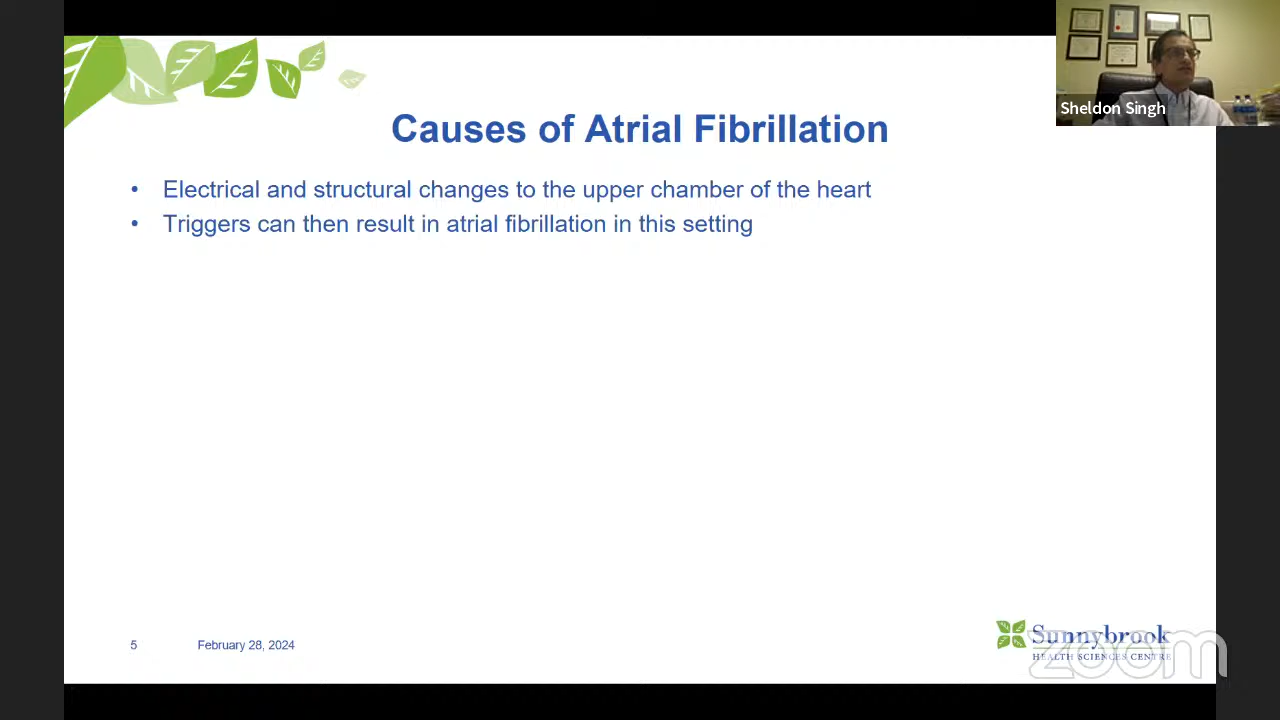 Sheldon Singh
Causes of Atrial Fibrillation
• Electrical and structural changes to the upper chamber of the heart
• Triggers can then result in atrial fibrillation in this setting
5 February 28, 2024
Sunnybrook
HEALTH SCIENCES CENTRE
zoom